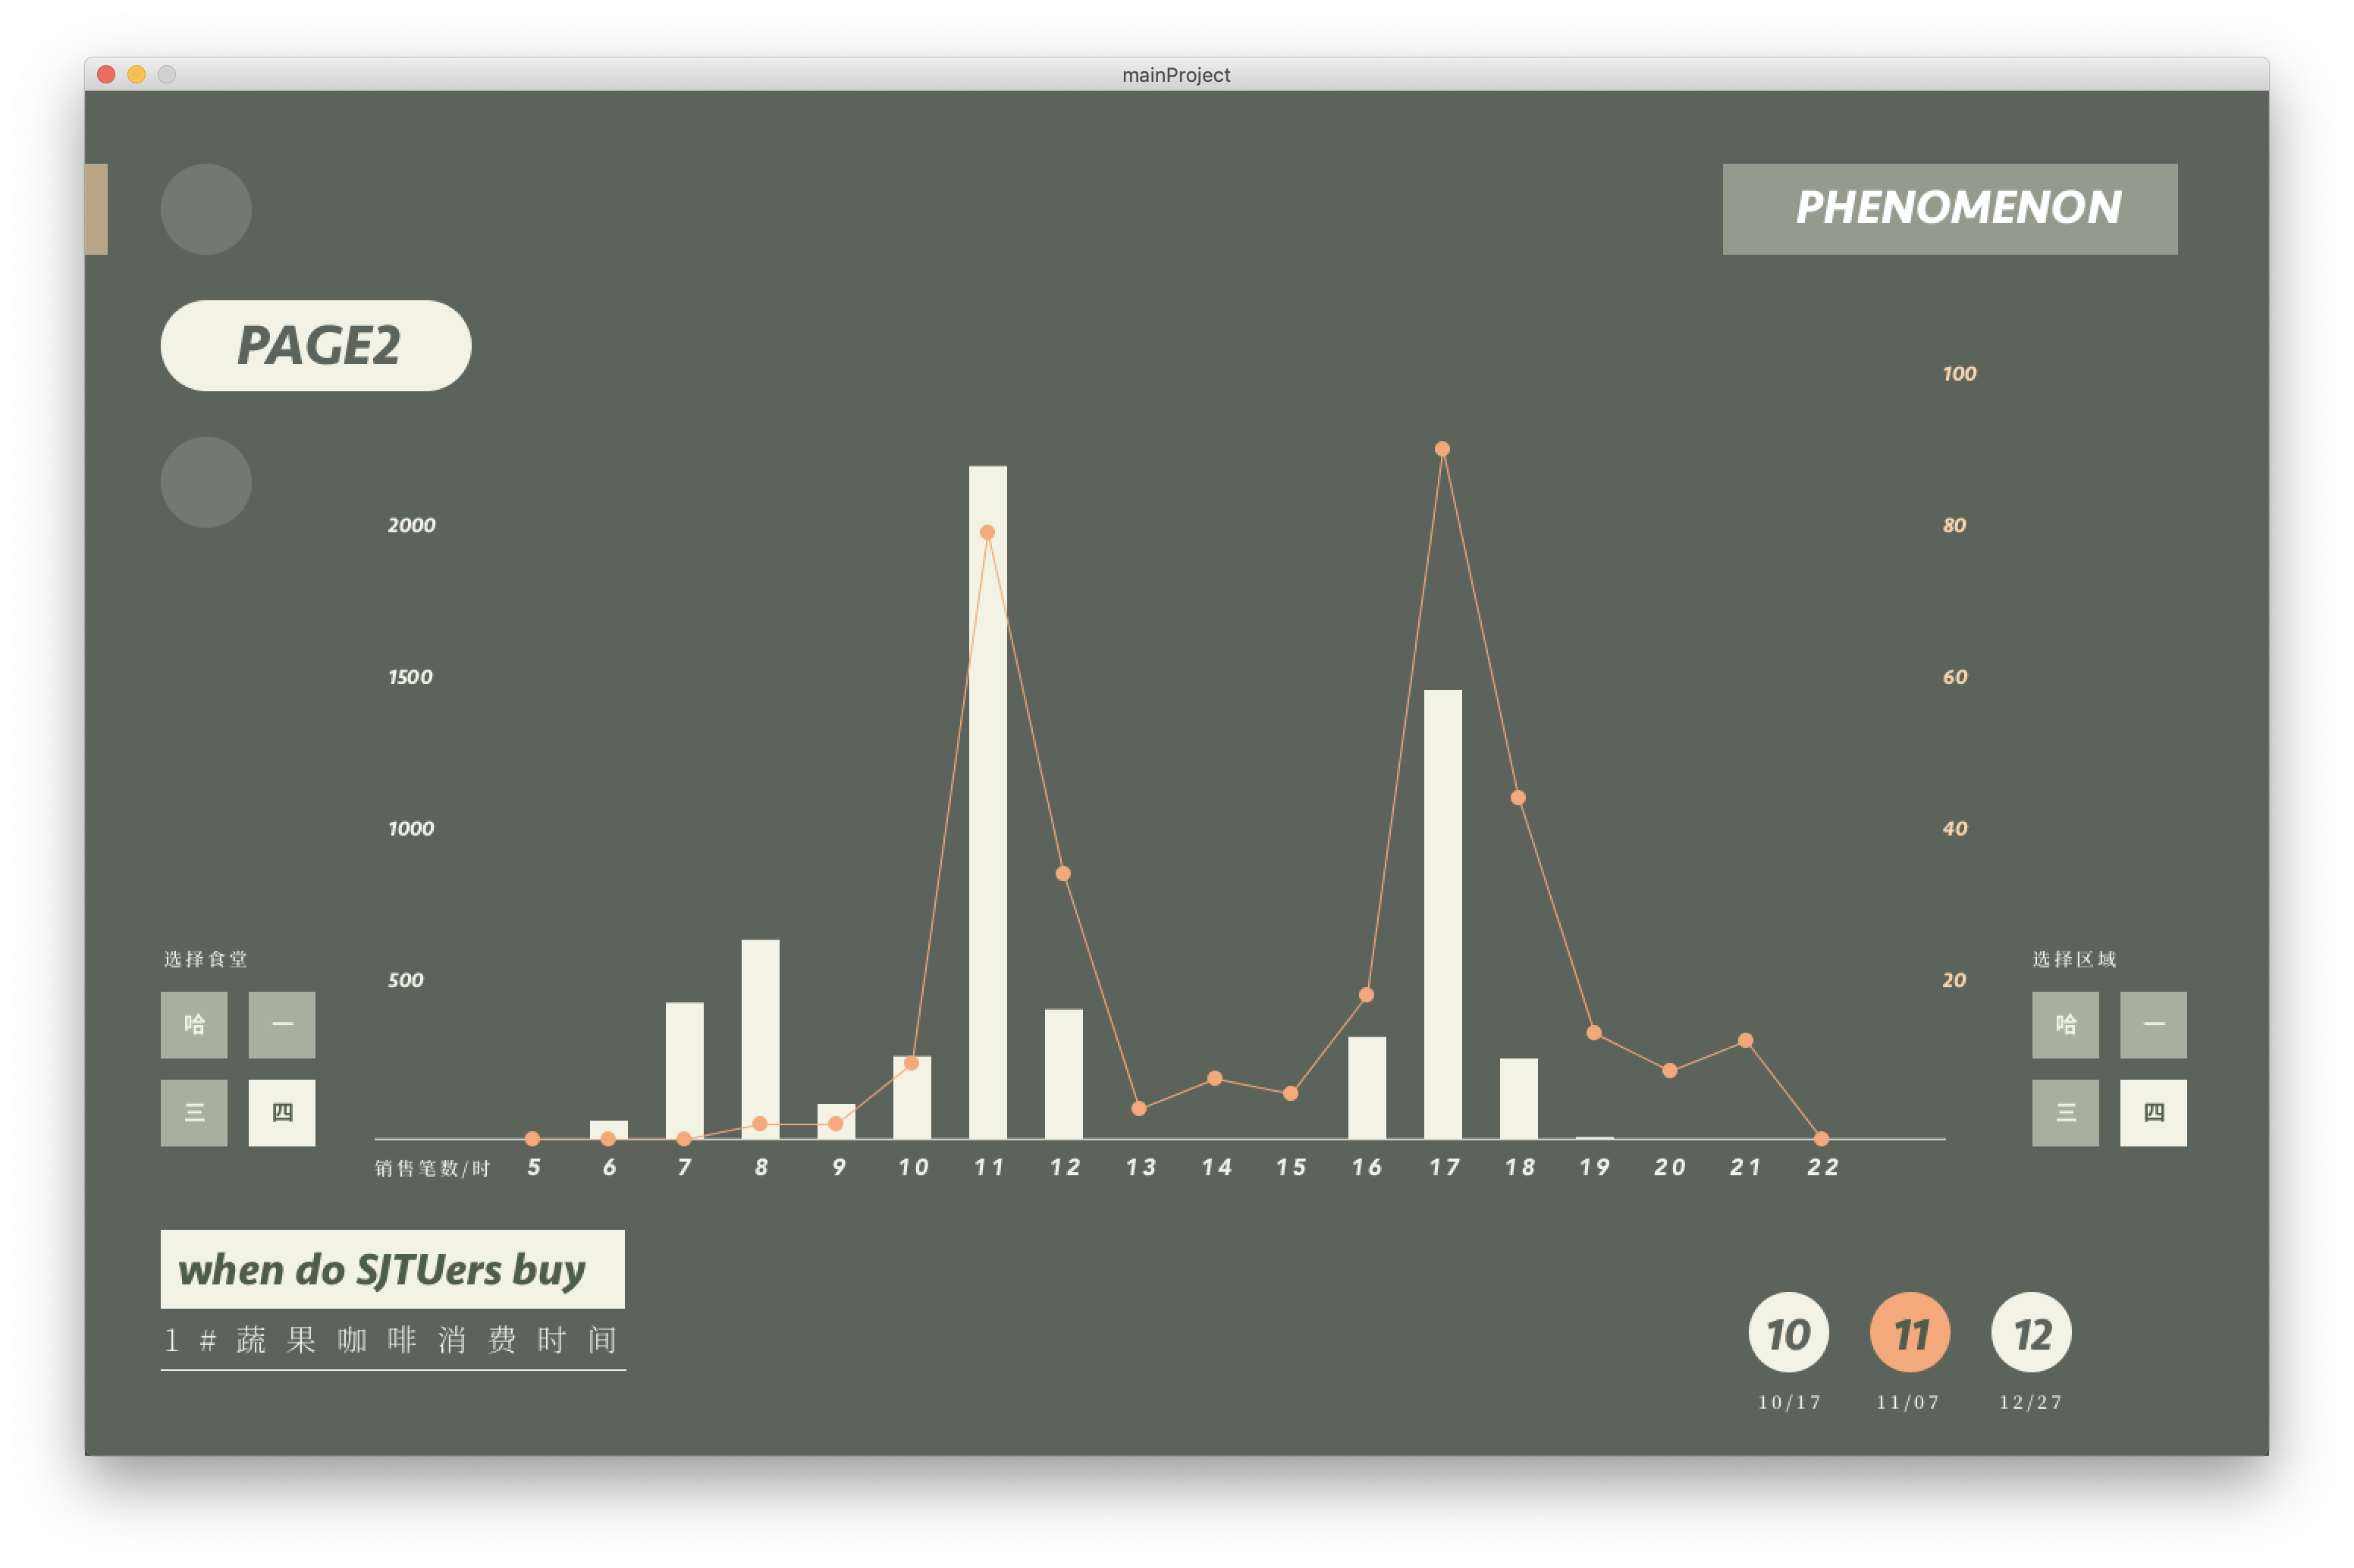 mainProject
PHENOMENON
PAGE2
100
2000
80
1500
60
1000
40
500
20
选择食堂
哈 一
三 四
选择区域
哈 一
三 四
销售笔数/时 5 6 7 8 9 10 11 12 13 14 15 16 17 18 19 20 21 22
when do SJTUers buy
1#蔬果咖啡消费时间
10 11 12
10/17 11/07 12/27